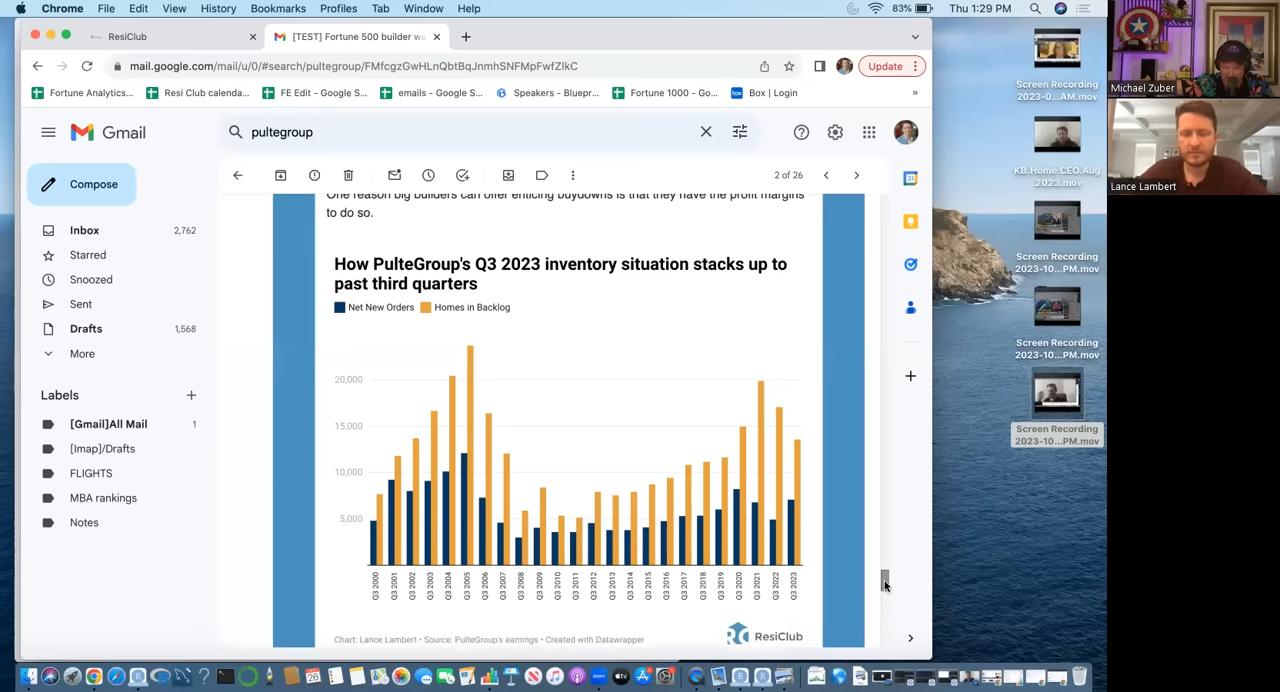 Chrome File Edit View History Bookmarks Profiles Tab Window Help
83%
Thu 1:29 PM
ResiClub
[TEST] Fortune 500 builder wa
mail.google.com/mail/u/0/#search/pultegroup/
Update
Fortune Analytics...
Resi Club calenda...
FE Edit - Google S...
emails - Google S...
Speakers - Bluepr...
Fortune 1000 - Go...
Box | Login
»
Gmail
pultegroup
Compose
2 of 26
Inbox 2,762
Starred
Snoozed
Sent
Drafts 1,568
More
Labels
[Gmail]All Mail 1
[Imap]/Drafts
FLIGHTS
MBA rankings
Notes
One reason big builders can offer enticing buydowns is that they have the profit margins
to do so.
How PulteGroup's Q3 2023 inventory situation stacks up to
past third quarters
Net New Orders Homes in Backlog
20,000
15,000
10,000
5,000
Q3 2000 Q3 2001 Q3 2002 Q3 2003 Q3 2004 Q3 2005 Q3 2006 Q3 2007 Q3 2008 Q3 2009 Q3 2010 Q3 2011 Q3 2012 Q3 2013 Q3 2014 Q3 2015 Q3 2016 Q3 2017 Q3 2018 Q3 2019 Q3 2020 Q3 2021 Q3 2022 Q3 2023
Chart: Lance Lambert • Source: PulteGroup's earnings • Created with Datawrapper
ResiClub
Screen Recording
2023-0...AM.mov
KB.Home.CEO.Aug
.2023.mov
Screen Recording
2023-10...PM.mov
Screen Recording
2023-10...PM.mov
Screen Recording
2023-10...PM.mov
Michael Zuber
Lance Lambert